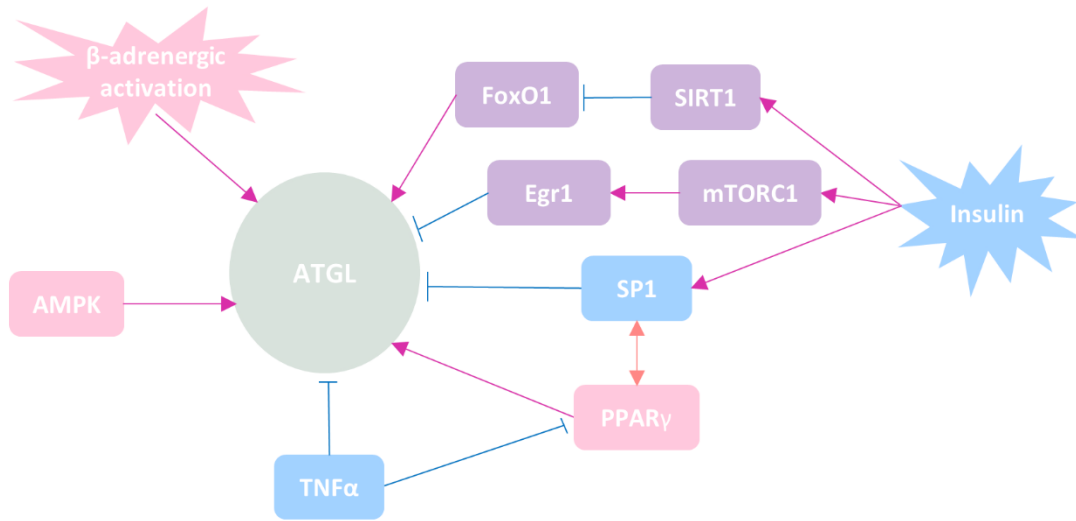 β-adrenergic
activation
FoxO1
SIRT1
Egr1
mTORC1
Insulin
ATGL
SP1
AMPK
PPARγ
TNFα